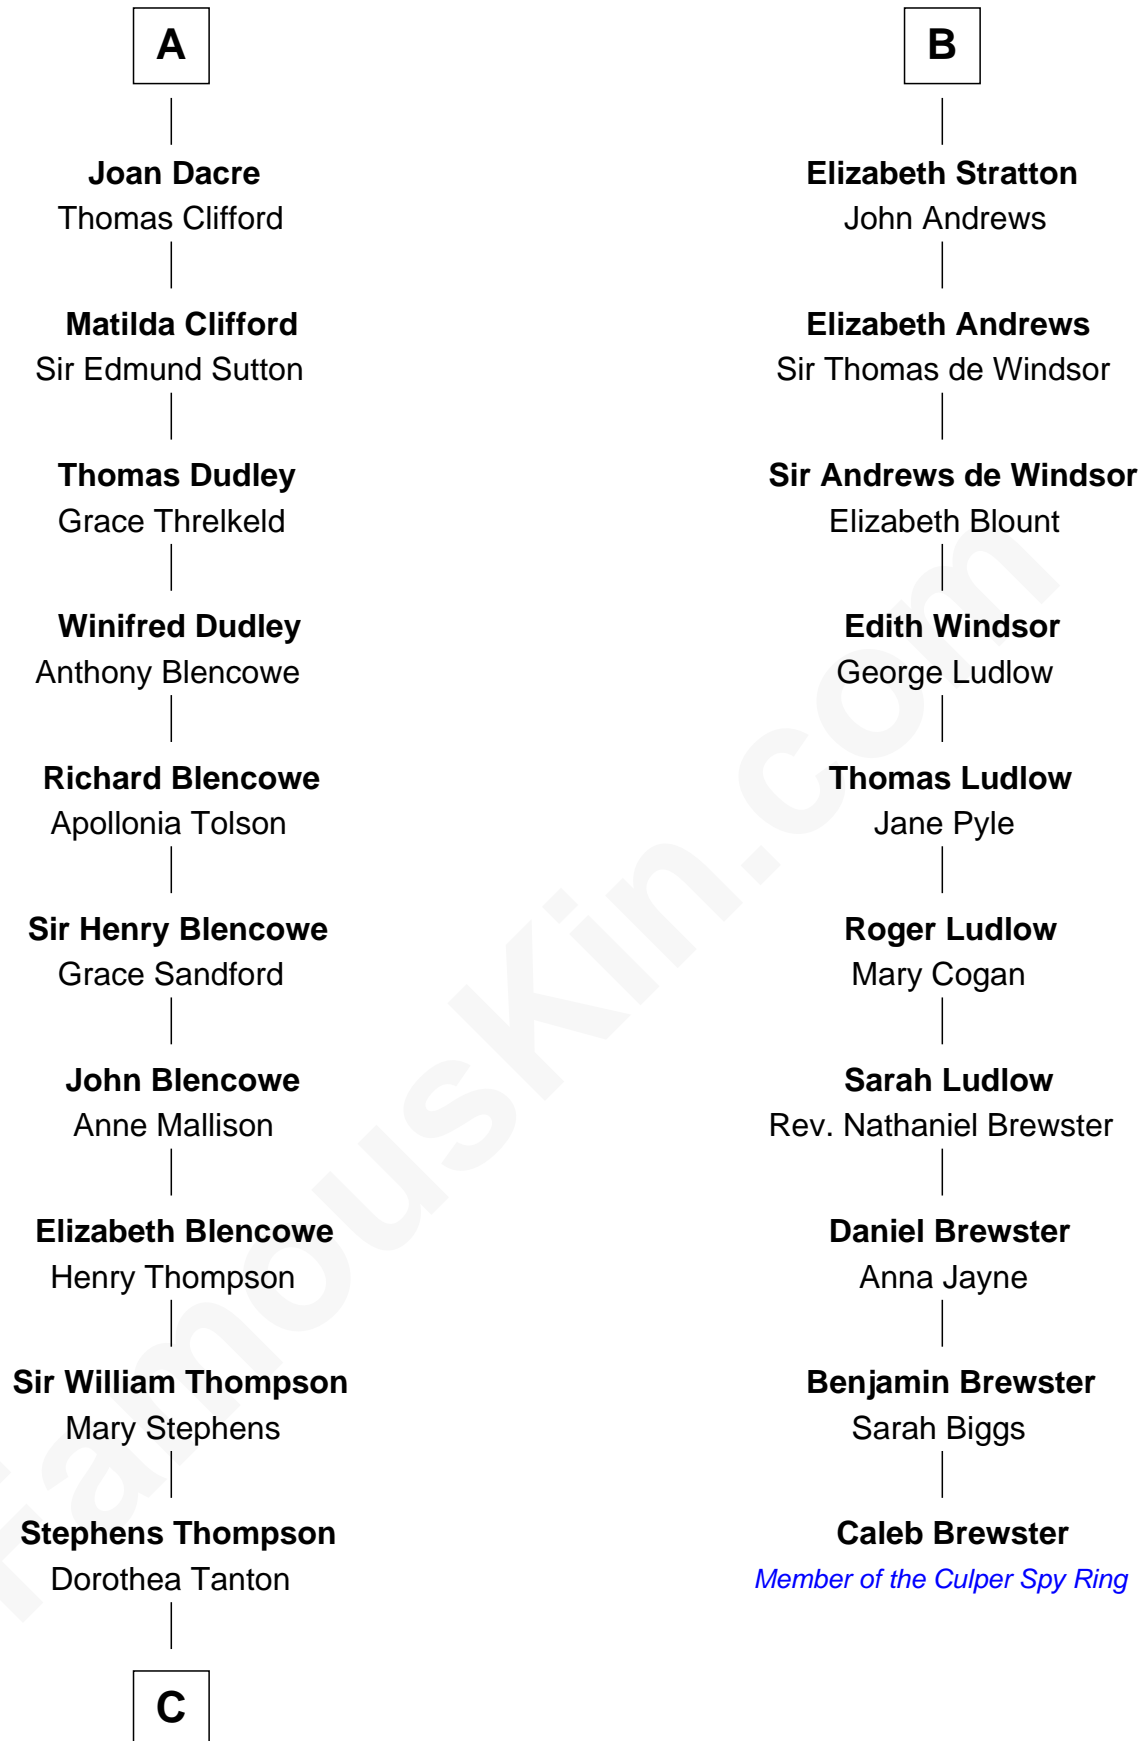 A
Joan Dacre
Thomas Clifford
Matilda Clifford
Sir Edmund Sutton
Thomas Dudley
Grace Threlkeld
Winifred Dudley
Anthony Blencowe
Richard Blencowe
Apollonia Tolson
Sir Henry Blencowe
Grace Sandford
John Blencowe
Anne Mallison
Elizabeth Blencowe
Henry Thompson
Sir William Thompson
Mary Stephens
Stephens Thompson
Dorothea Tanton
C
B
Elizabeth Stratton
John Andrews
Elizabeth Andrews
Sir Thomas de Windsor
Sir Andrews de Windsor
Elizabeth Blount
Edith Windsor
George Ludlow
Thomas Ludlow
Jane Pyle
Roger Ludlow
Mary Cogan
Sarah Ludlow
Rev. Nathaniel Brewster
Daniel Brewster
Anna Jayne
Benjamin Brewster
Sarah Biggs
Caleb Brewster
Member of the Culper Spy Ring
FamousKin.com